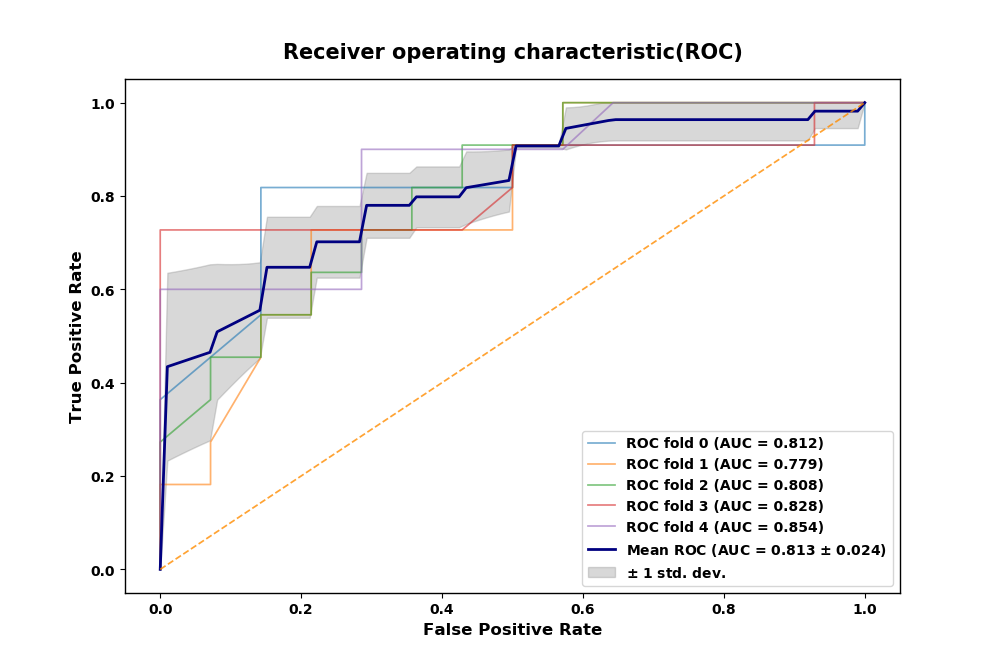 Receiver operating characteristic(ROC)
True Positive Rate
1.0
0.8
0.6
0.4
0.2
0.0
ROC fold 0 (AUC = 0.812)
ROC fold 1 (AUC = 0.779)
ROC fold 2 (AUC = 0.808)
ROC fold 3 (AUC = 0.828)
ROC fold 4 (AUC = 0.854)
Mean ROC (AUC = 0.813 ± 0.024)
± 1 std. dev.
0.0 0.2 0.4 0.6 0.8 1.0
False Positive Rate